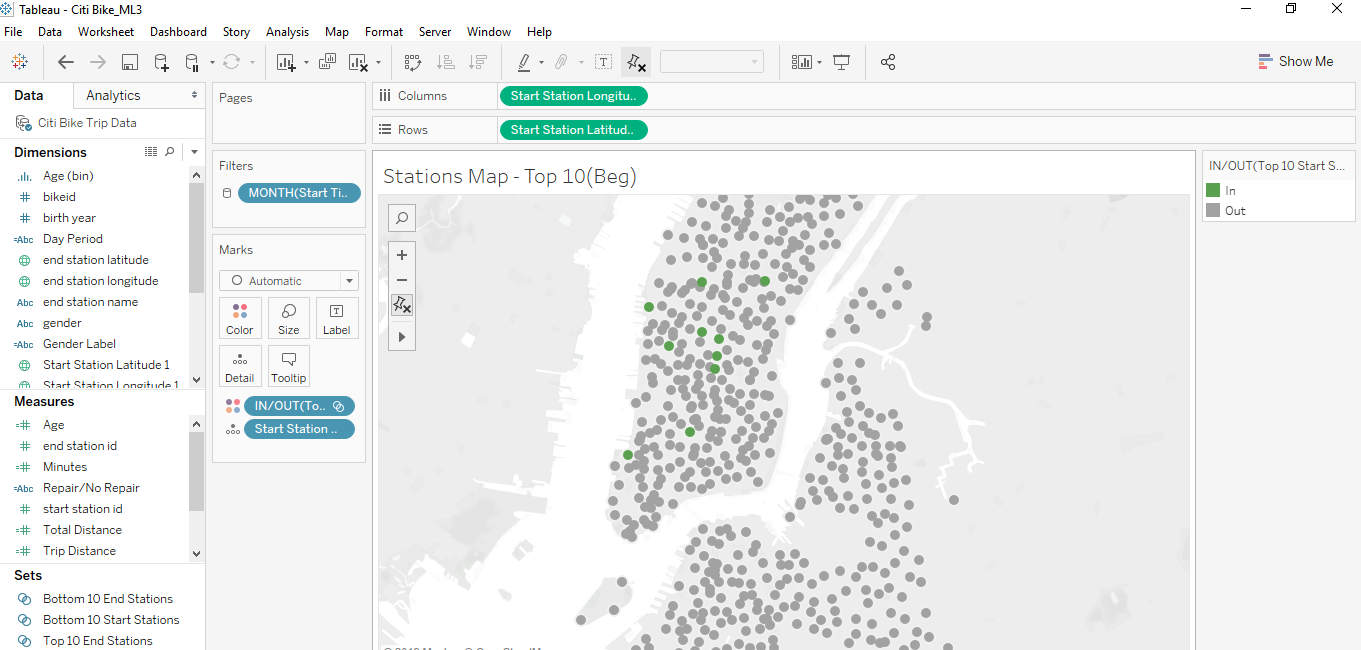 Tableau - Citi Bike_ML3
File Data Worksheet Dashboard Story Analysis Map Format Server Window Help
Show Me
Data Analytics
Citi Bike Trip Data
Dimensions
Age (bin)
bikeid
birth year
=Abc Day Period
end station latitude
end station longitude
Abc end station name
Abc gender
=Abc Gender Label
Start Station Latitude 1
Start Station Longitude 1
Measures
Age
end station id
Minutes
=Abc Repair/No Repair
start station id
Total Distance
Trip Distance
Sets
Bottom 10 End Stations
Bottom 10 Start Stations
Top 10 End Stations
Pages
Filters
MONTH(Start Ti..
Marks
Automatic
Color Size Label
Detail Tooltip
IN/OUT(To..
Start Station ..
Columns Start Station Longitu..
Rows Start Station Latitud..
Stations Map - Top 10(Beg)
IN/OUT(Top 10 Start S...
In
Out